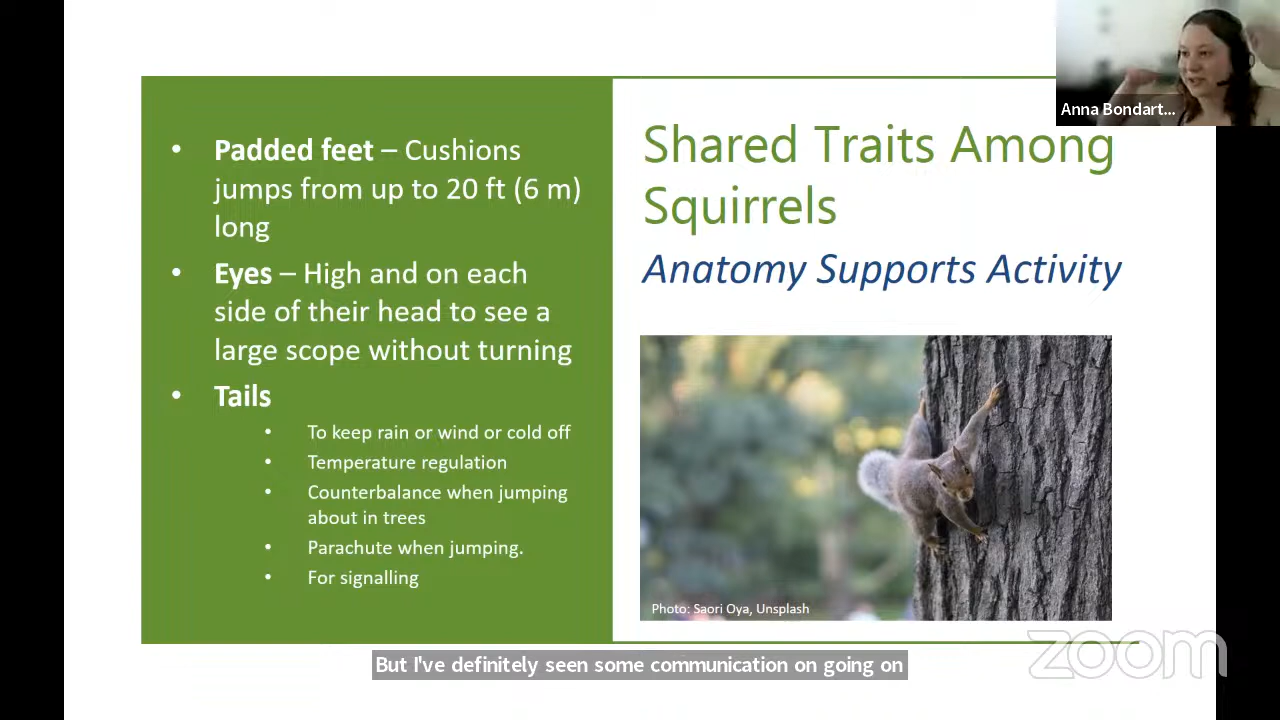 Anna Bondart...
• Padded feet – Cushions
jumps from up to 20 ft (6 m)
long
• Eyes – High and on each
side of their head to see a
large scope without turning
• Tails
• To keep rain or wind or cold off
• Temperature regulation
• Counterbalance when jumping
about in trees
• Parachute when jumping.
• For signalling
Shared Traits Among
Squirrels
Anatomy Supports Activity
Photo: Saori Oya, Unsplash
But I've definitely seen some communication on going on
zoom